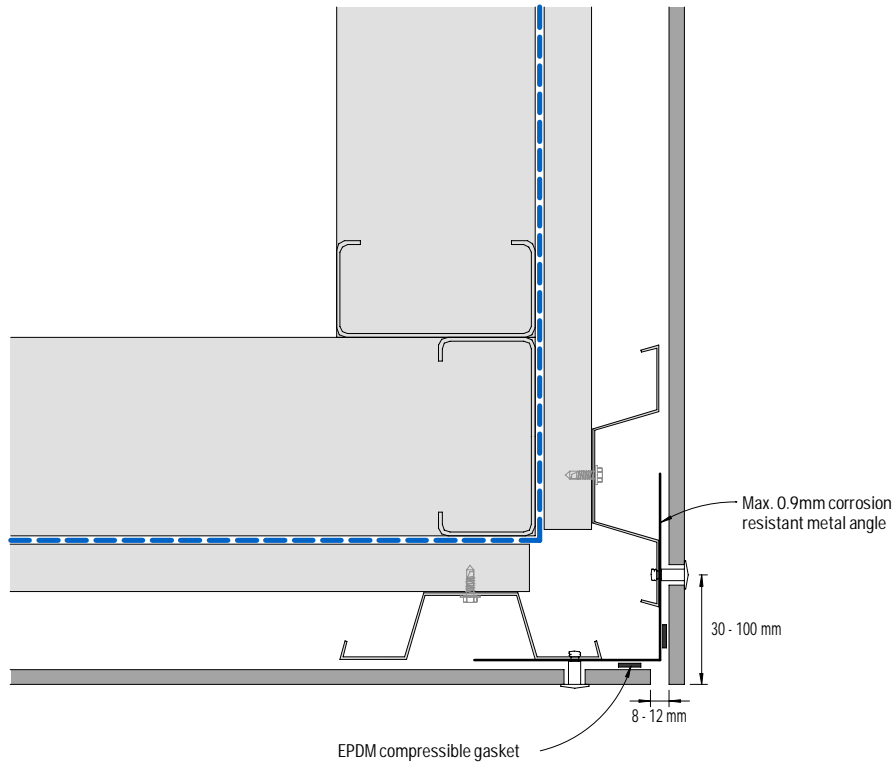 Max. 0.9mm corrosion
resistant metal angle
30 - 100 mm
8 - 12 mm
EPDM compressible gasket